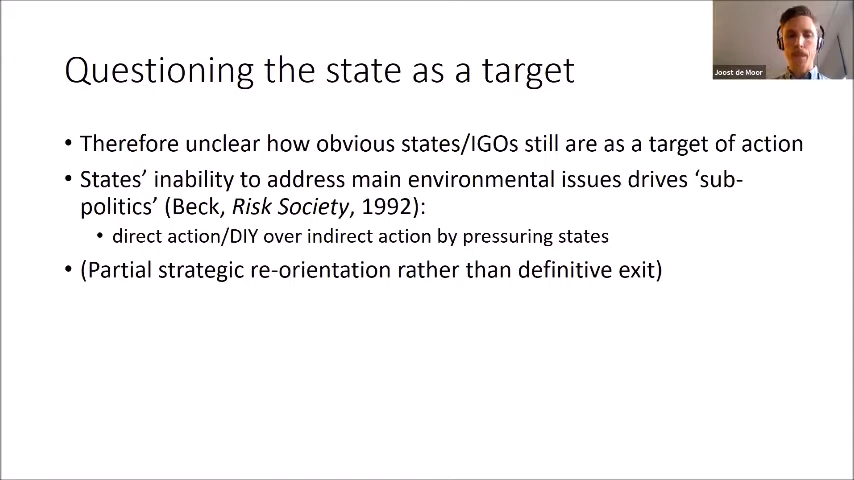 Questioning the state as a target
Joost de Moor
• Therefore unclear how obvious states/IGOs still are as a target of action
• States’ inability to address main environmental issues drives ‘sub-
politics’ (Beck, Risk Society, 1992):
• direct action/DIY over indirect action by pressuring states
• (Partial strategic re-orientation rather than definitive exit)